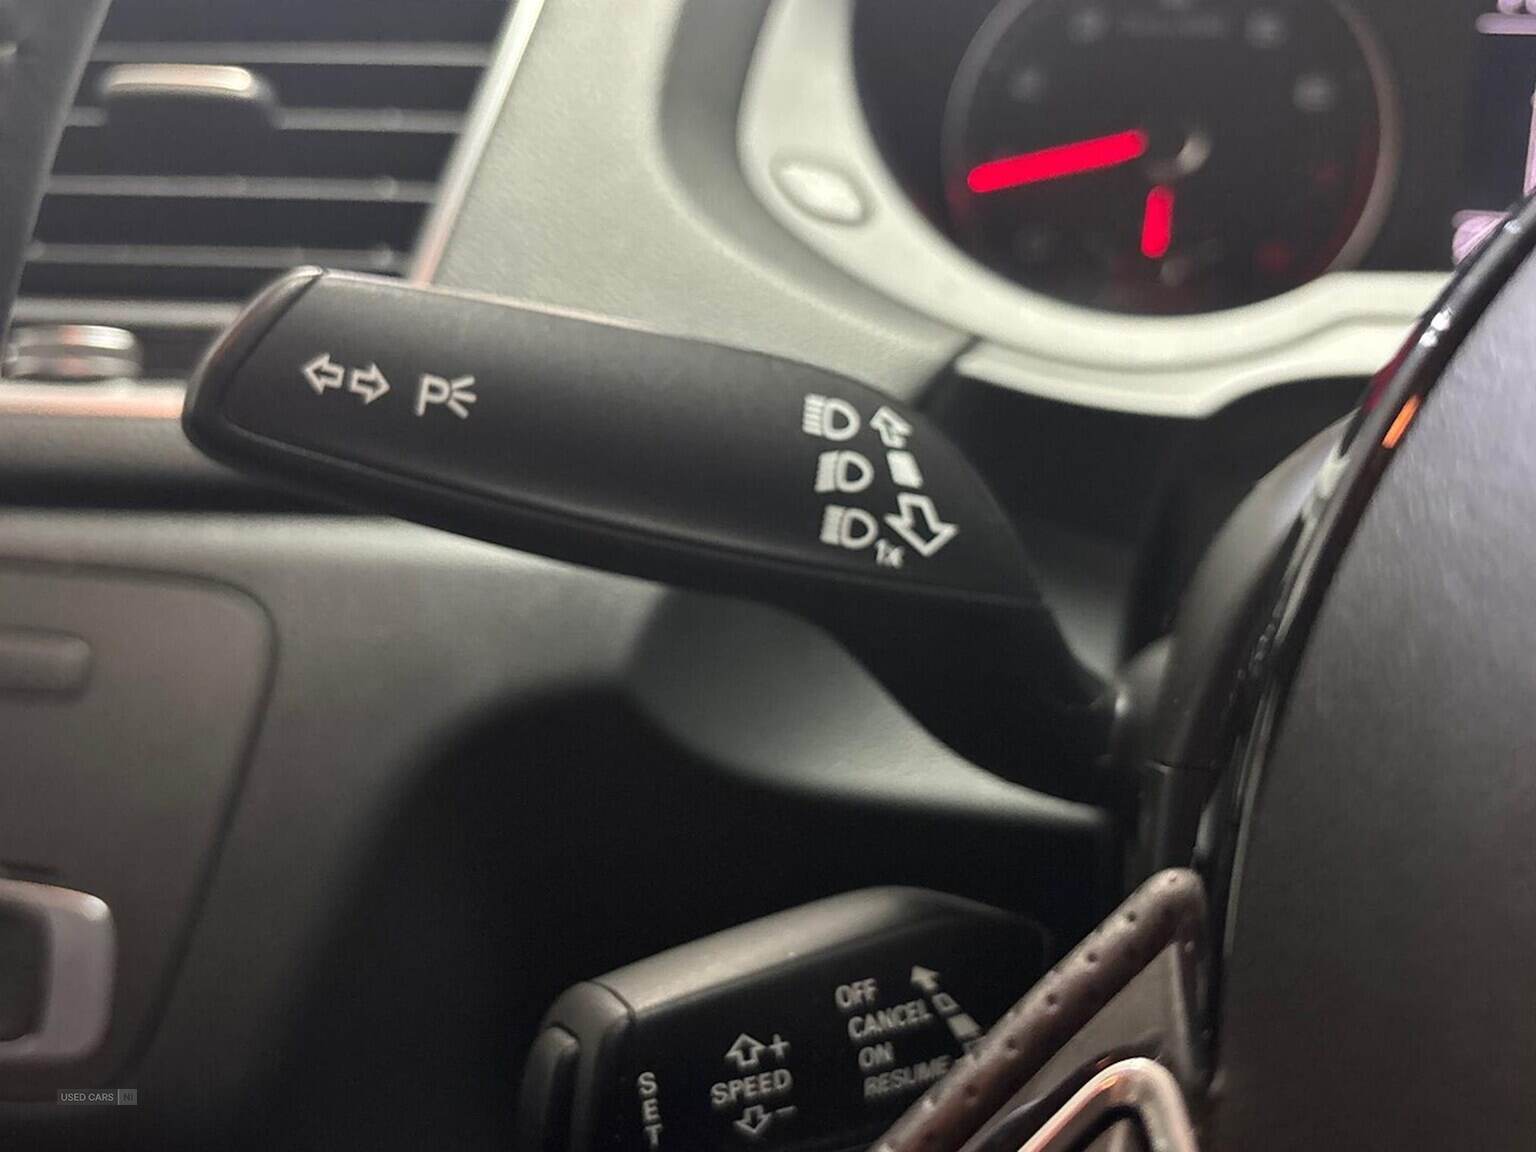 P
1x
OFF
CANCEL
ON
RESUME
+
SPEED
-
SET
USED CARS NI